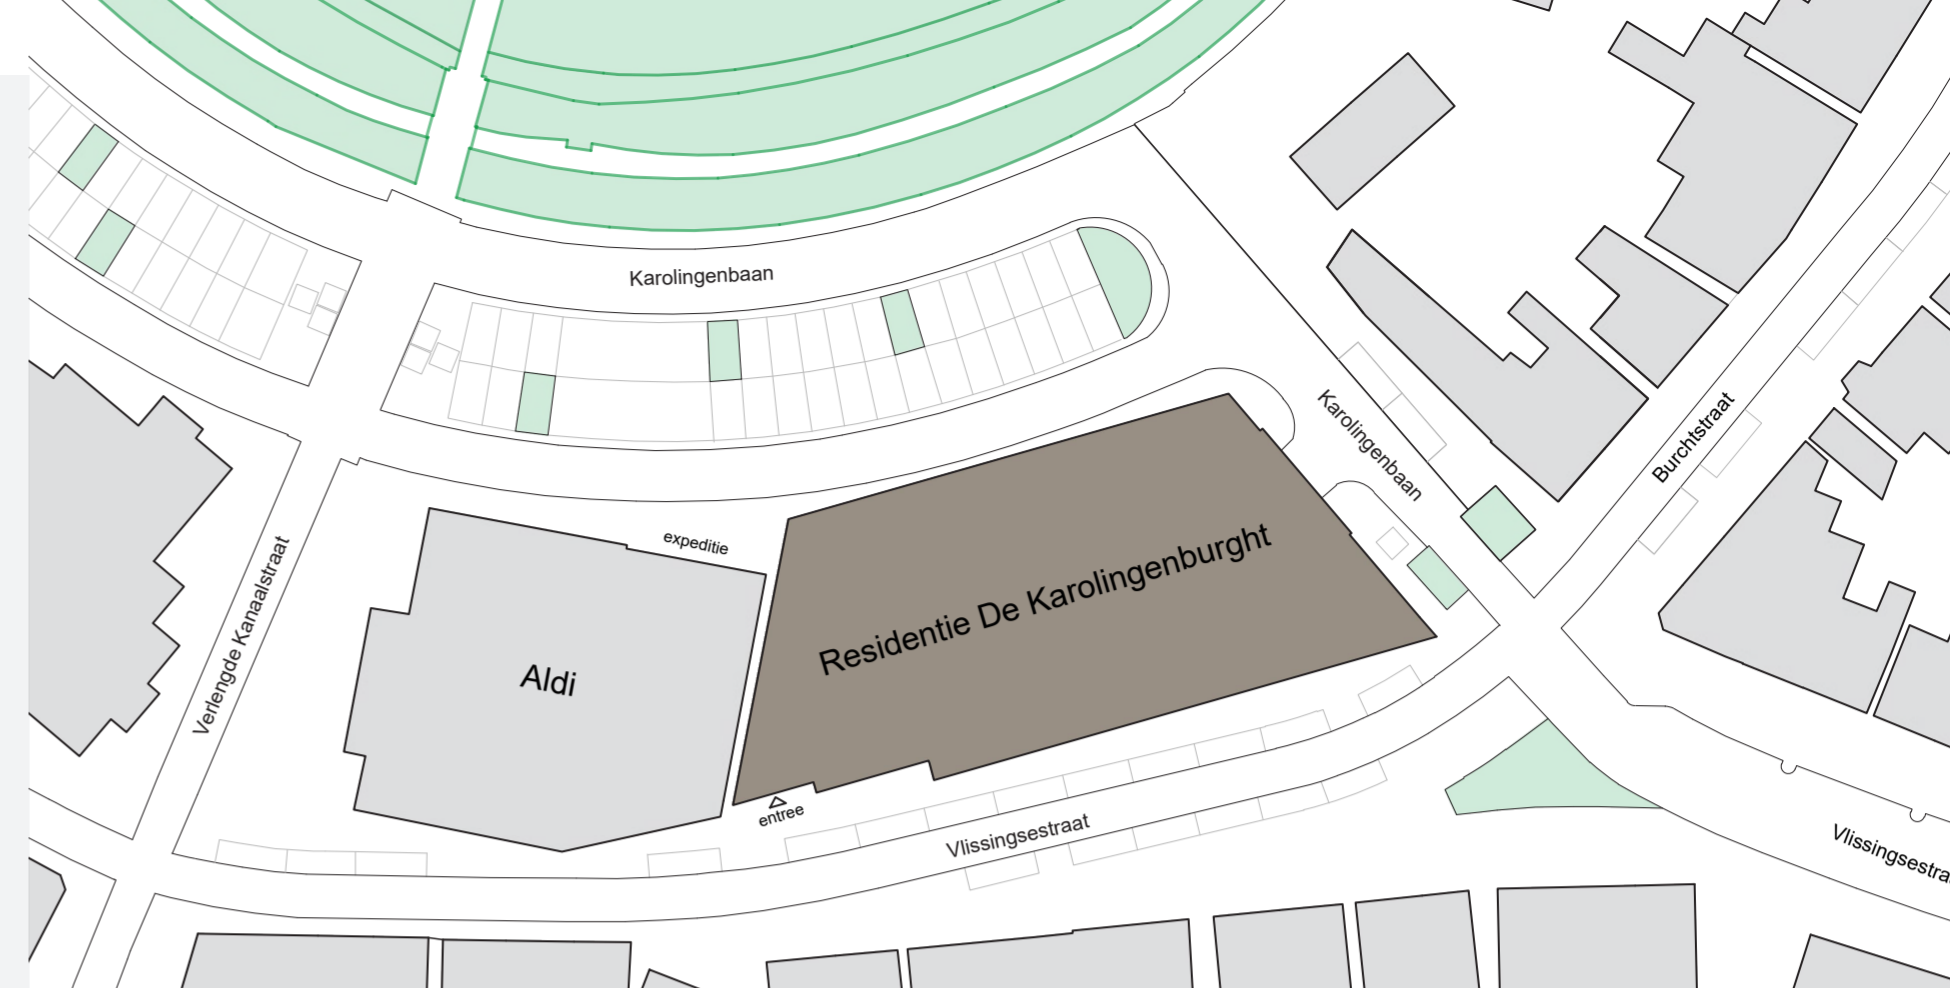 Karolingenbaan
Karolingenbaan
Burchtstraat
expeditie
Residentie De Karolingenburght
Verlengde Kanaalstraat
Aldi
entree
Vlissingsestraat
Vlissingsestra